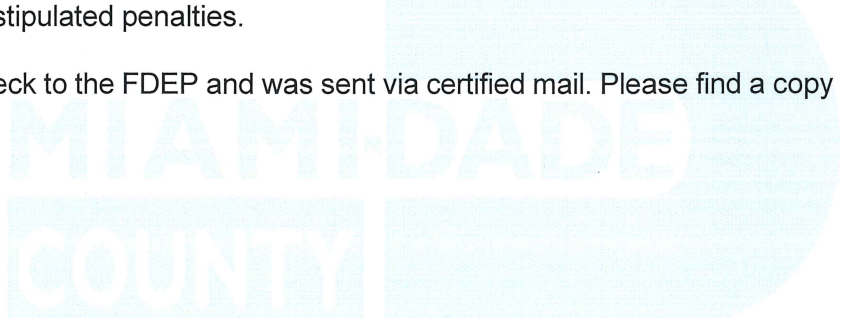 stipulated penalties.
eck to the FDEP and was sent via certified mail. Please find a copy
MIAMI-DADE
COUNTY